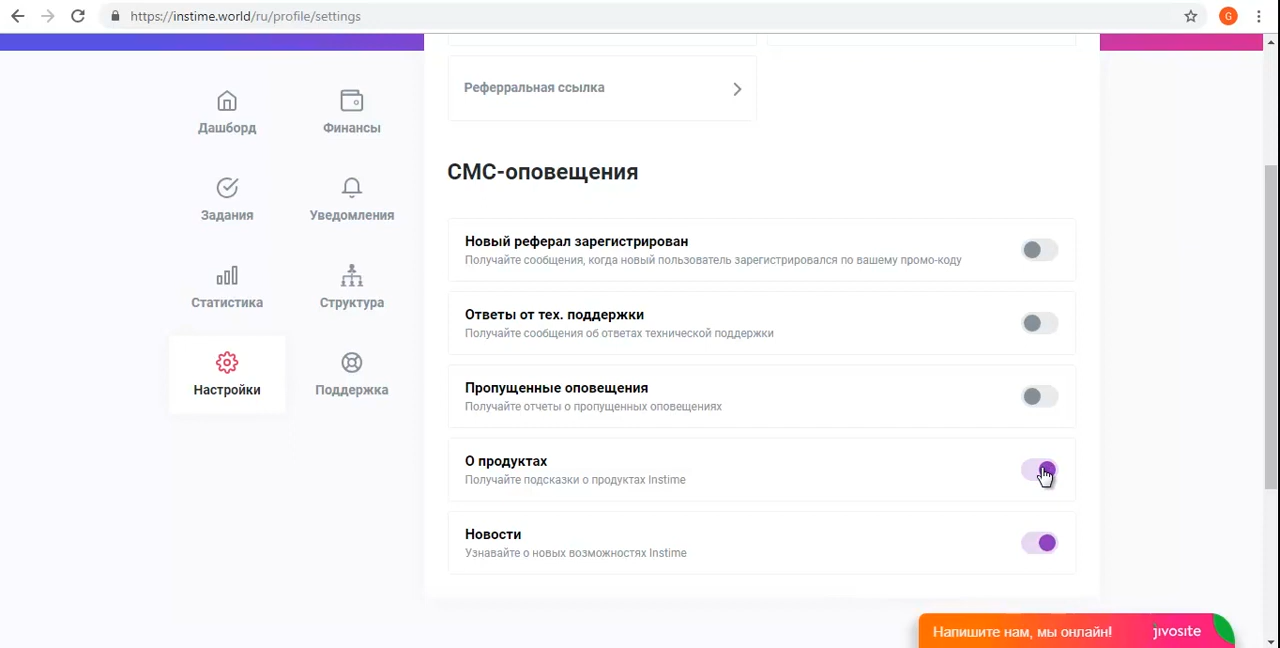 https://instime.world/ru/profile/settings
G
Реферральная ссылка
Дашборд
Финансы
Задания
Уведомления
Статистика
Структура
Настройки
Поддержка
СМС-оповещения
Новый реферал зарегистрирован
Получайте сообщения, когда новый пользователь зарегистрировался по вашему промо-коду
Ответы от тех. поддержки
Получайте сообщения об ответах технической поддержки
Пропущенные оповещения
Получайте отчеты о пропущенных оповещениях
О продуктах
Получайте подсказки о продуктах Instime
Новости
Узнавайте о новых возможностях Instime
Напишите нам, мы онлайн! jivosite